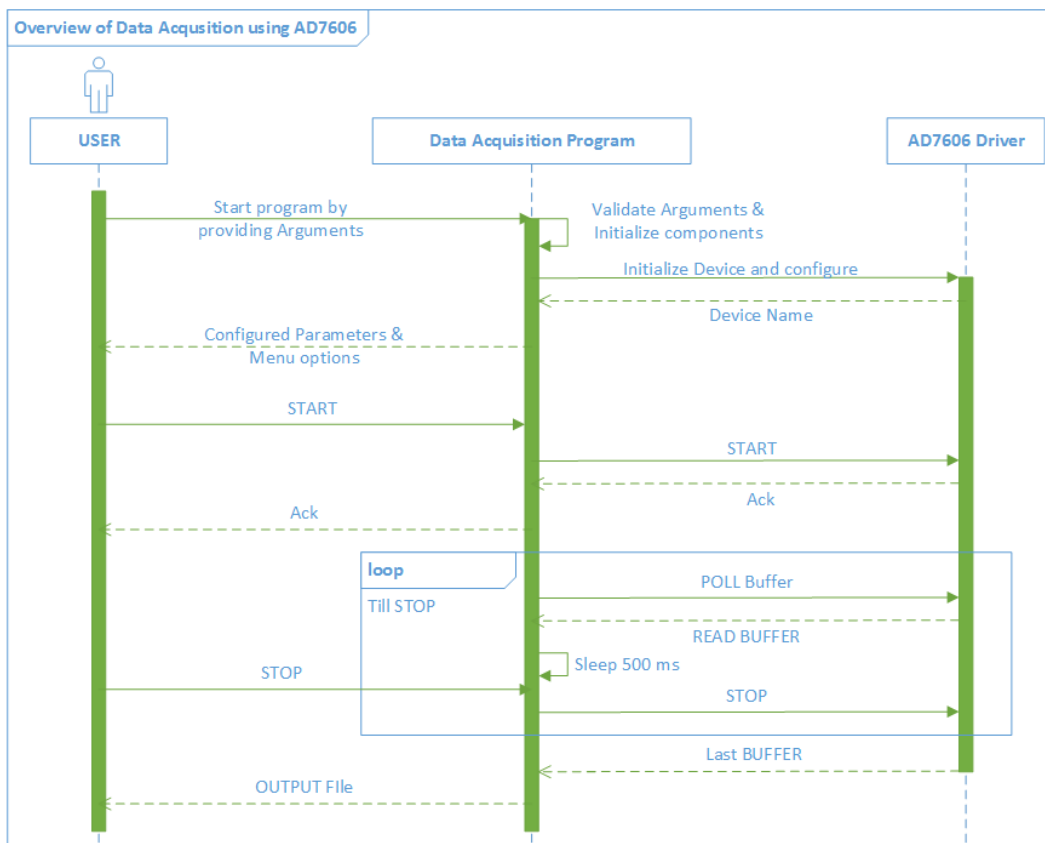 Overview of Data Acqusition using AD7606
USER
Data Acquisition Program
AD7606 Driver
Start program by
providing Arguments
Validate Arguments &
Initialize components
Initialize Device and configure
Device Name
Configured Parameters &
Menu options
START
START
Ack
Ack
loop
Till STOP
POLL Buffer
READ BUFFER
Sleep 500 ms
STOP
STOP
Last BUFFER
OUTPUT FIle